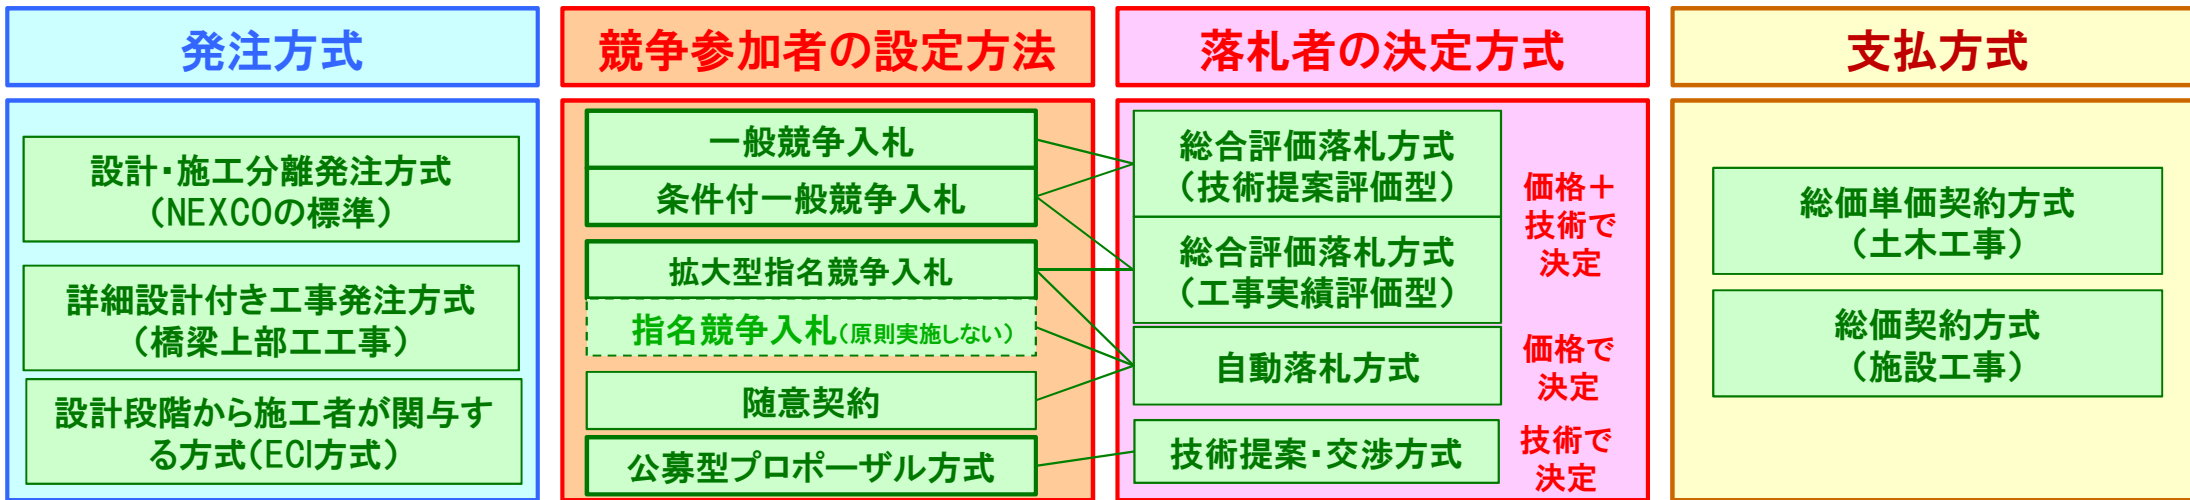 発注方式
設計・施工分離発注方式
(NEXCOの標準)
詳細設計付き工事発注方式
(橋梁上部工工事)
設計段階から施工者が関与す
る方式(ECI方式)
競争参加者の設定方法
一般競争入札
条件付一般競争入札
拡大型指名競争入札
指名競争入札(原則実施しない)
随意契約
公募型プロポーザル方式
落札者の決定方式
総合評価落札方式
(技術提案評価型)
総合評価落札方式
(工事実績評価型)
価格+
技術で
決定
自動落札方式
価格で
決定
技術提案・交渉方式
技術で
決定
支払方式
総価単価契約方式
(土木工事)
総価契約方式
(施設工事)